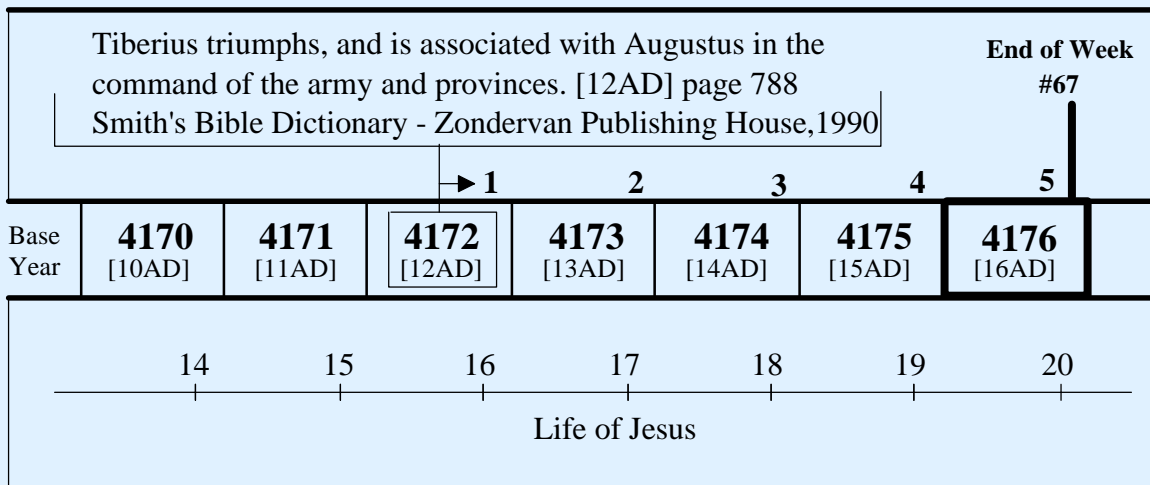 Tiberius triumphs, and is associated with Augustus in the
command of the army and provinces. [12AD] page 788
Smith's Bible Dictionary - Zondervan Publishing House,1990
End of Week
#67
1 2 3 4 5
Base Year
4170 4171 4172 4173 4174 4175 4176
[10AD] [11AD] [12AD] [13AD] [14AD] [15AD] [16AD]
14 15 16 17 18 19 20
Life of Jesus